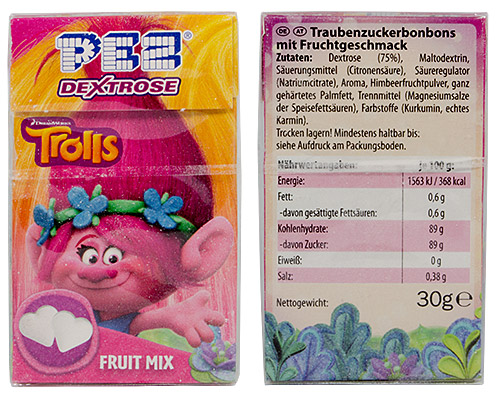 PEZ®
DEXTROSE
DreamWorks
Trolls
FRUIT MIX
DE AT Traubenzuckerbonbons
mit Fruchtgeschmack
Zutaten: Dextrose (75%), Maltodextrin,
Säuerungsmittel (Citronensäure), Säureregulator
(Natriumcitrate), Aroma, Himbeerfruchtpulver, ganz
gehärtetes Palmfett, Trennmittel (Magnesiumsalze
der Speisefettsäuren), Farbstoff (Kurkumin, echtes
Karmin).
Trocken lagern! Mindestens haltbar bis:
siehe Aufdruck am Packungsboden.
Nährwertangaben: Je 100 g:
Energie: 1563 kJ / 368 kcal
Fett: 0,6 g
-davon gesättigte Fettsäuren: 0,6 g
Kohlenhydrate: 89 g
-davon Zucker: 89 g
Eiweiß: 0 g
Salz: 0,38 g
Nettogewicht: 30g e